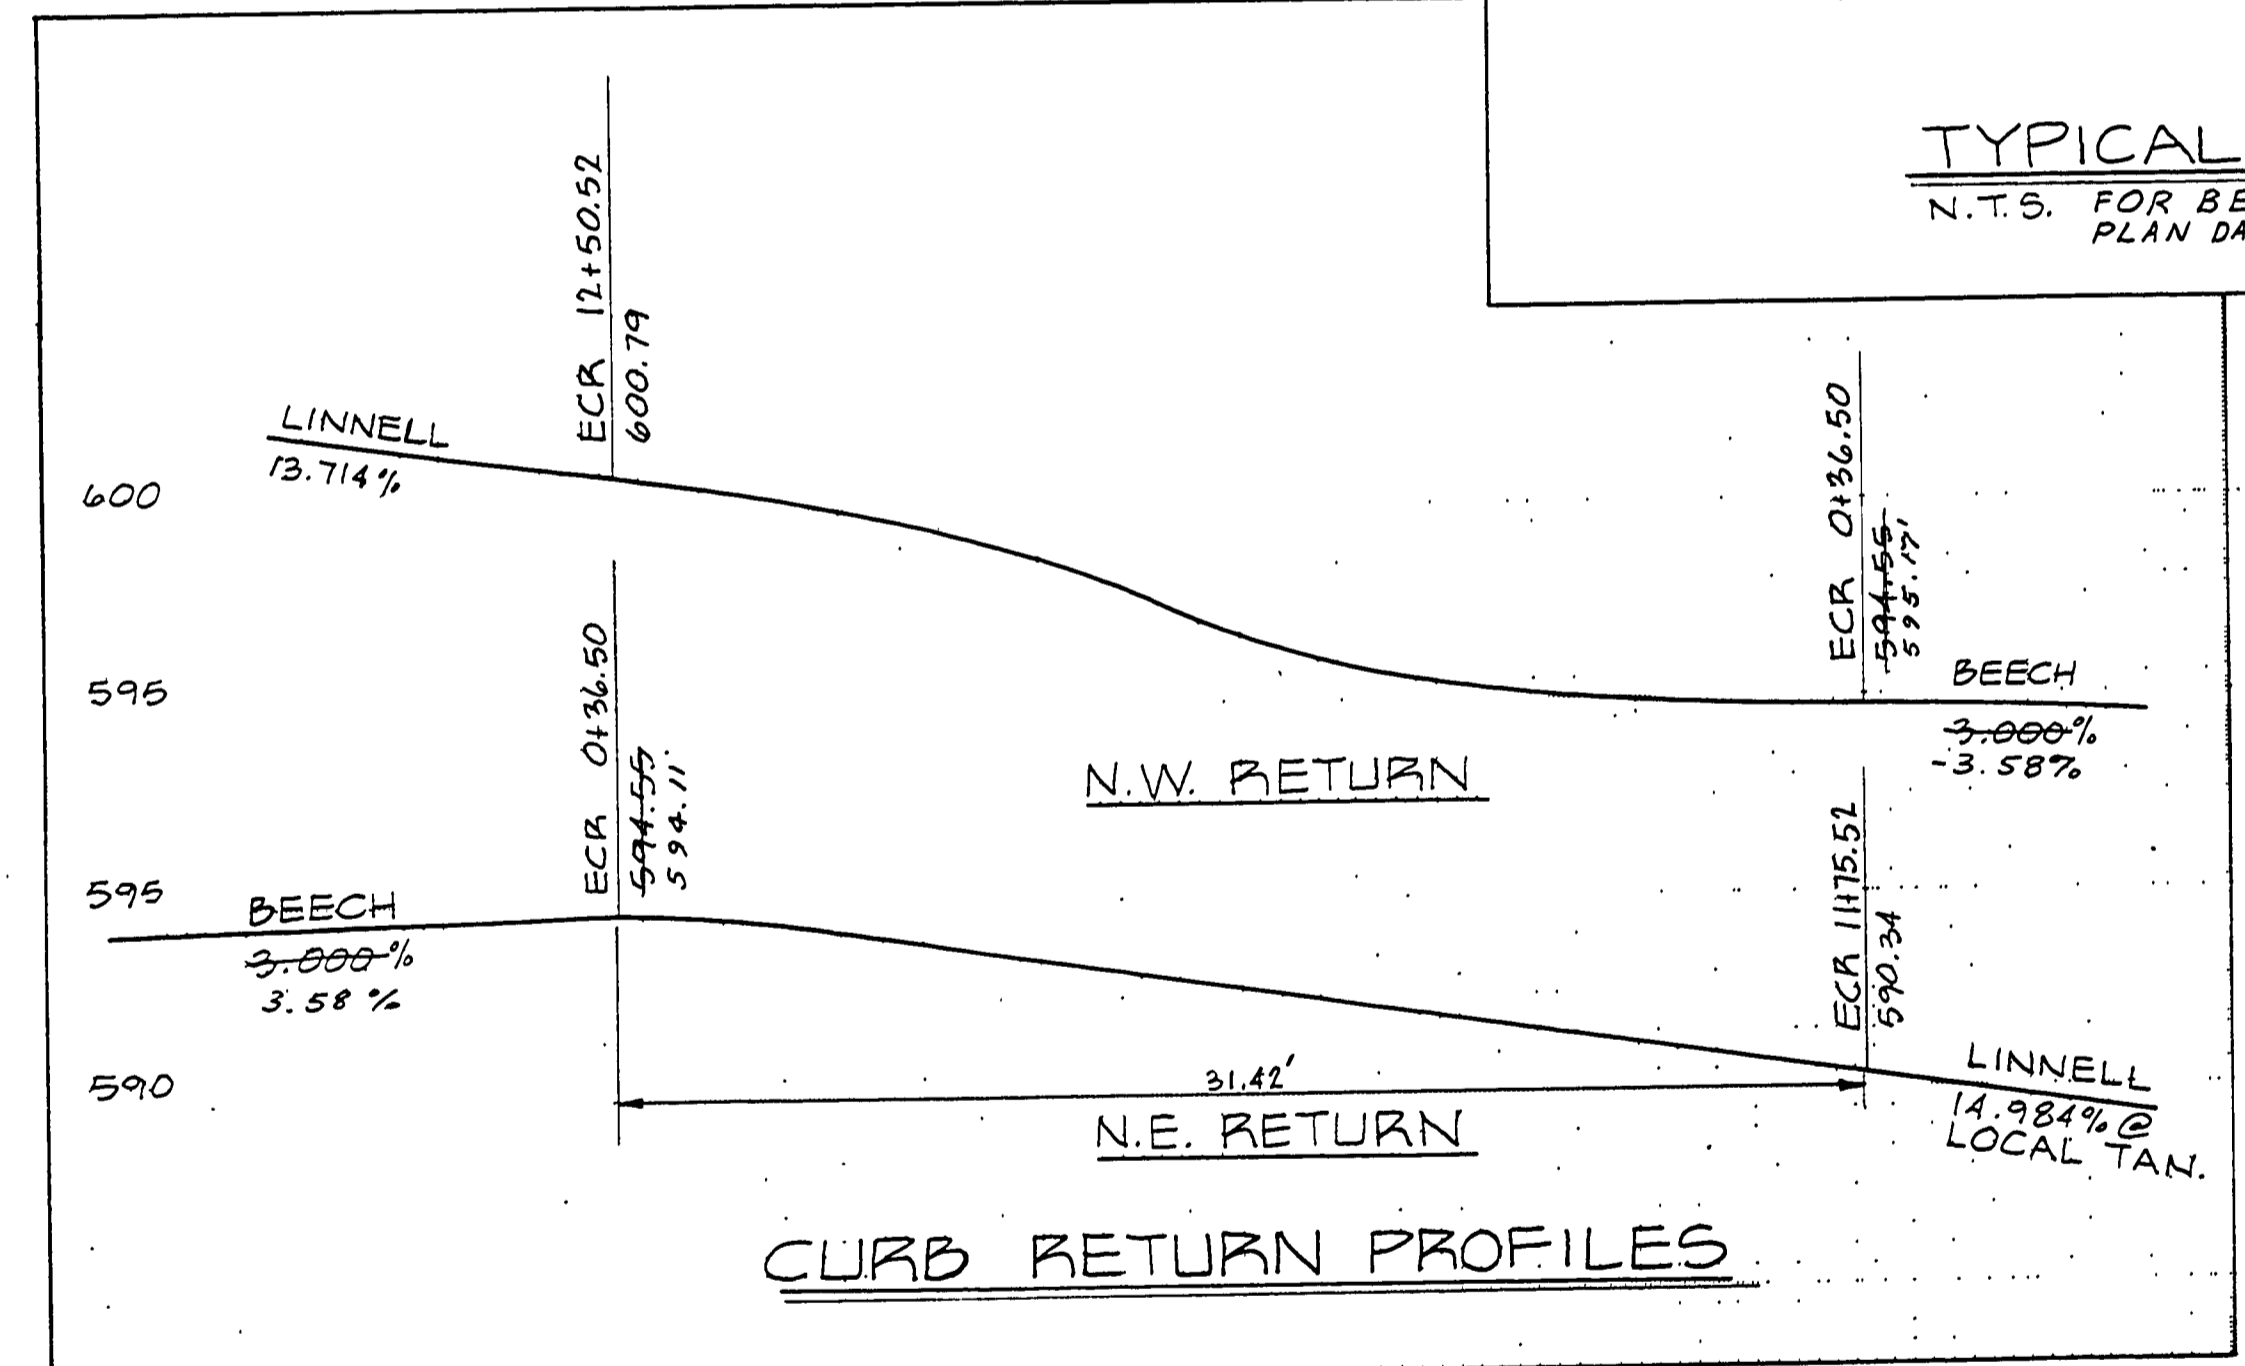 TYPICAL
N.T.S. FOR BE
PLAN DA
ECR 12+50.52
600.79
LINNELL
13.714%
600
ECR 0+36.50
594.55
595.17'
BEECH
3.000%
-3.58%
595
N.W. RETURN
ECR 0+36.50
594.55
594.11
595
BEECH
3.000%
3.58%
ECR 11+75.52
590.34
590
31.42'
LINNELL
14.984% @
LOCAL TAN.
N.E. RETURN
CURB RETURN PROFILES